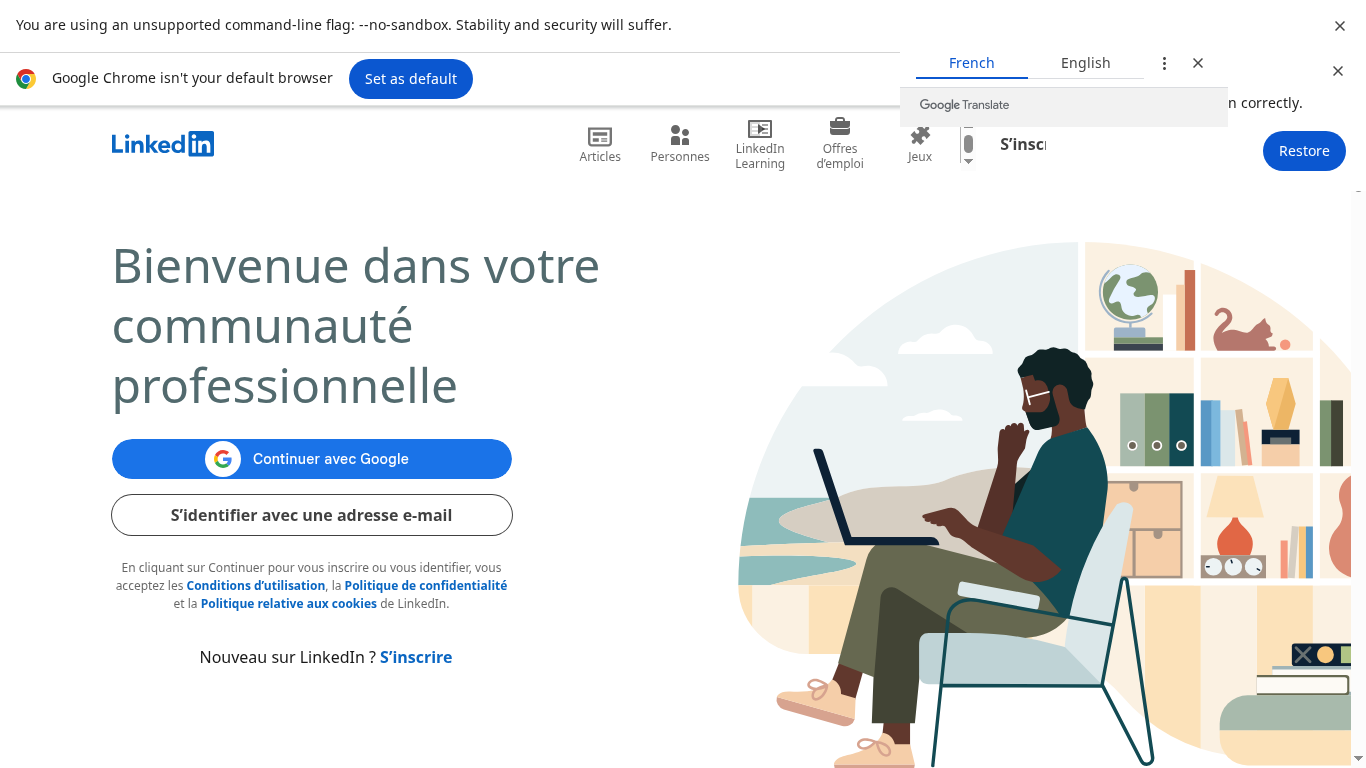 You are using an unsupported command-line flag: --no-sandbox. Stability and security will suffer.
Google Chrome isn't your default browser
Set as default
French
English
Google Translate
n correctly.
Restore
LinkedIn
Articles
Personnes
LinkedIn
Learning
Offres
d’emploi
Jeux
S’inscr
Bienvenue dans votre
communauté
professionnelle
Continuer avec Google
S’identifier avec une adresse e-mail
En cliquant sur Continuer pour vous inscrire ou vous identifier, vous
acceptez les Conditions d’utilisation, la Politique de confidentialité
et la Politique relative aux cookies de LinkedIn.
Nouveau sur LinkedIn ? S’inscrire